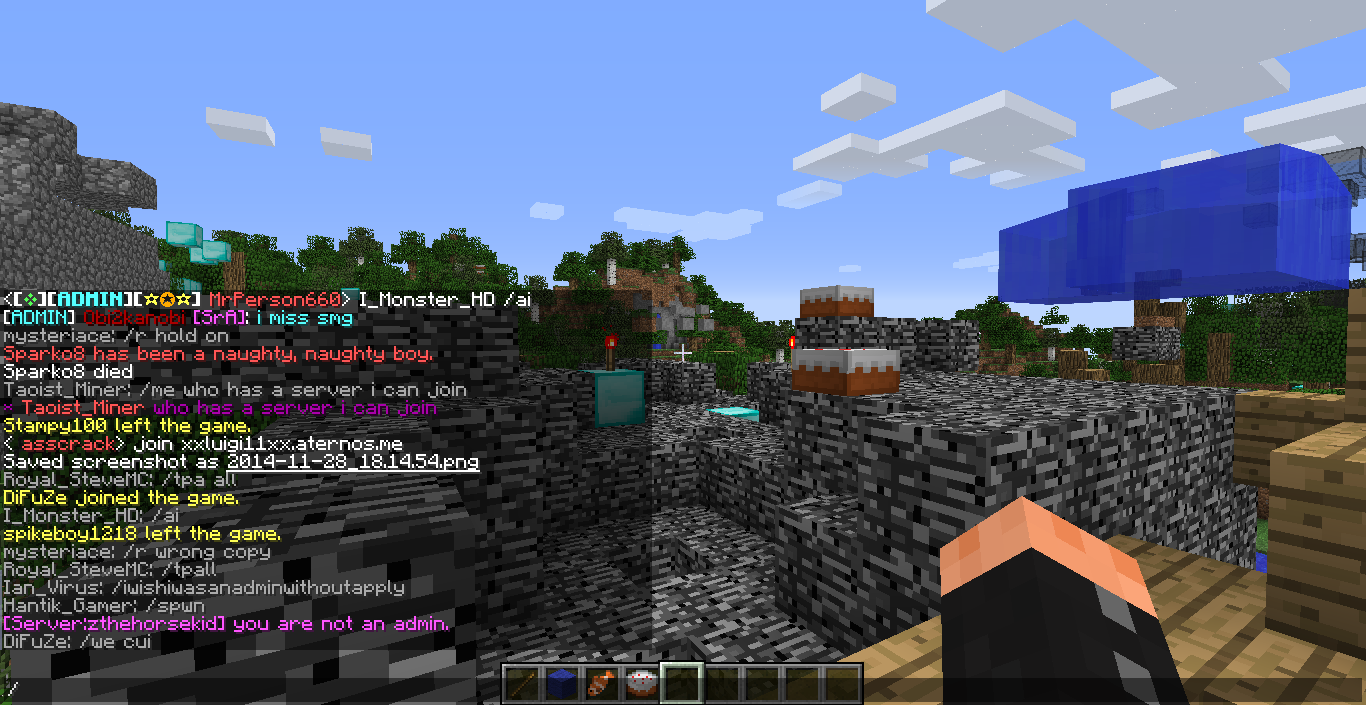 <[❖][ADMIN][☆✪☆] MrPerson660> I_Monster_HD /ai
[ADMIN] Obi2kanobi [SrA]: i miss smg
mysteriace: /r hold on
Sparko8 has been a naughty, naughty boy.
Sparko8 died
Taoist_Miner: /me who has a server i can join
* Taoist_Miner who has a server i can join
Stampy100 left the game.
< asscrack> join xxluigi11xx.aternos.me
Saved screenshot as 2014-11-28_18.14.54.png
Royal_SteveMC: /tpa all
DiFuZe joined the game.
I_Monster_HD: /ai
spikeboy1218 left the game.
mysteriace: /r wrong copy
Royal_SteveMC: /tpall
Ian_Virus: /iwishiwasanadminwithoutapply
Hantik_Gamer: /spwn
[Server:zthehorsekid] you are not an admin.
DiFuZe: /we cui
/